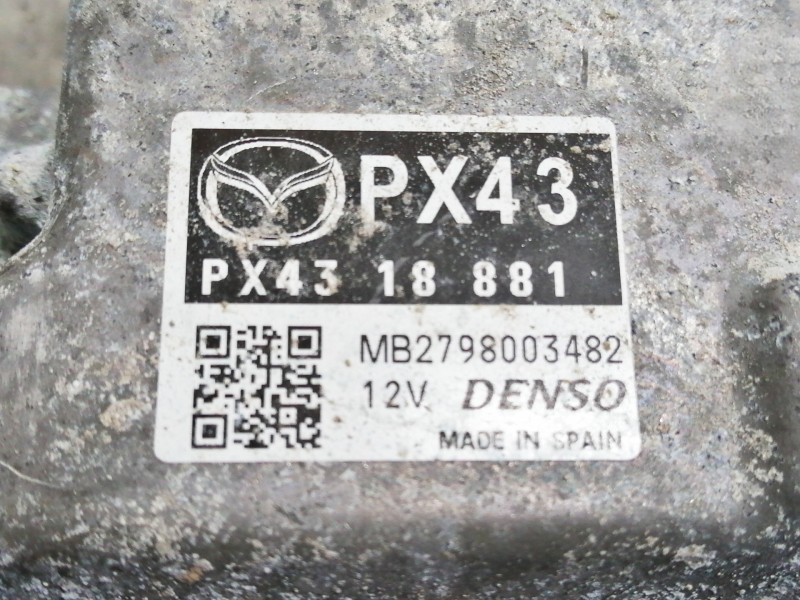 PX43
PX43 18 881
MB2798003482
12V DENSO
MADE IN SPAIN